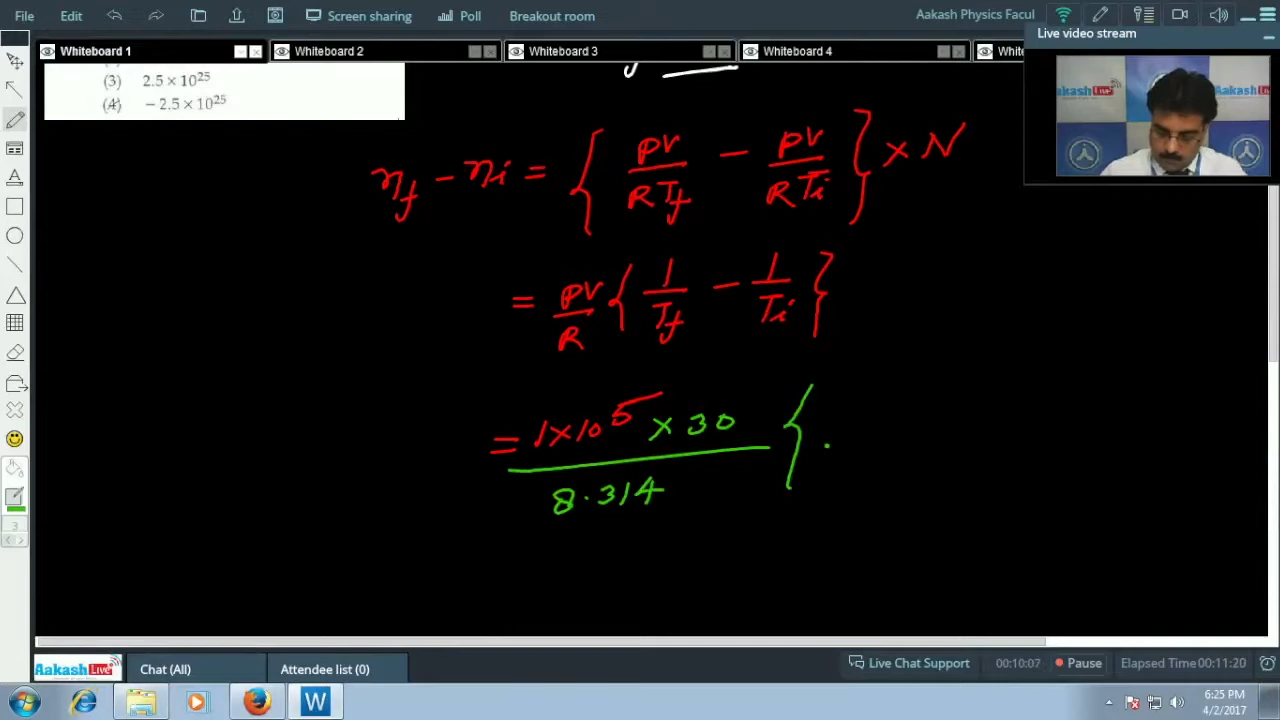 File Edit Screen sharing Poll Breakout room Aakash Physics Facul
Live video stream
Whiteboard 1 Whiteboard 2 Whiteboard 3 Whiteboard 4 Whiteb
(3) 2.5 × 10^25
(4) − 2.5 × 10^25
n_f − n_i = { PV/RT_f − PV/RT_i } × N
= PV/R { 1/T_f − 1/T_i }
= 1×10^5 × 30 / 8.314 {
3
AakashLive Chat (All) Attendee list (0) Live Chat Support 00:10:07 Pause Elapsed Time 00:11:20
6:25 PM
4/2/2017